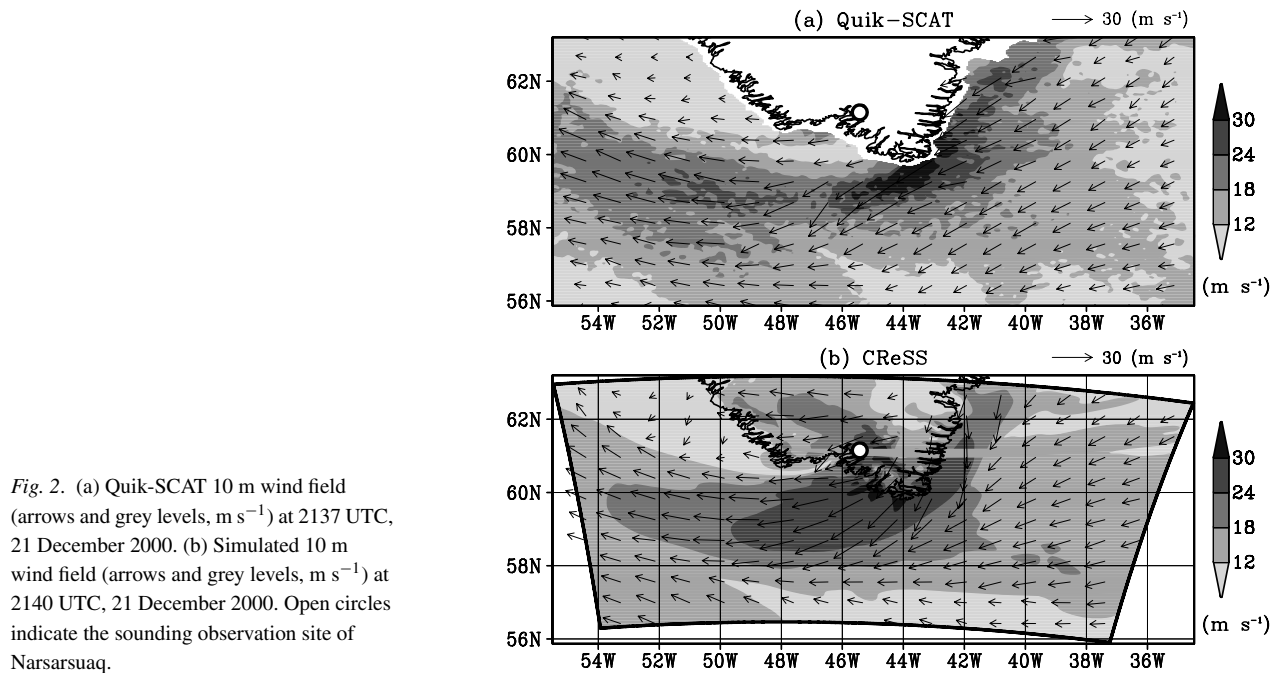 (a) Quik-SCAT
30 (m s⁻¹)
62N
60N
58N
56N
54W 52W 50W 48W 46W 44W 42W 40W 38W 36W
30
24
18
12
(m s⁻¹)
(b) CReSS
30 (m s⁻¹)
62N
60N
58N
56N
54W 52W 50W 48W 46W 44W 42W 40W 38W 36W
30
24
18
12
(m s⁻¹)
Fig. 2. (a) Quik-SCAT 10 m wind field
(arrows and grey levels, m s⁻¹) at 2137 UTC,
21 December 2000. (b) Simulated 10 m
wind field (arrows and grey levels, m s⁻¹) at
2140 UTC, 21 December 2000. Open circles
indicate the sounding observation site of
Narsarsuaq.